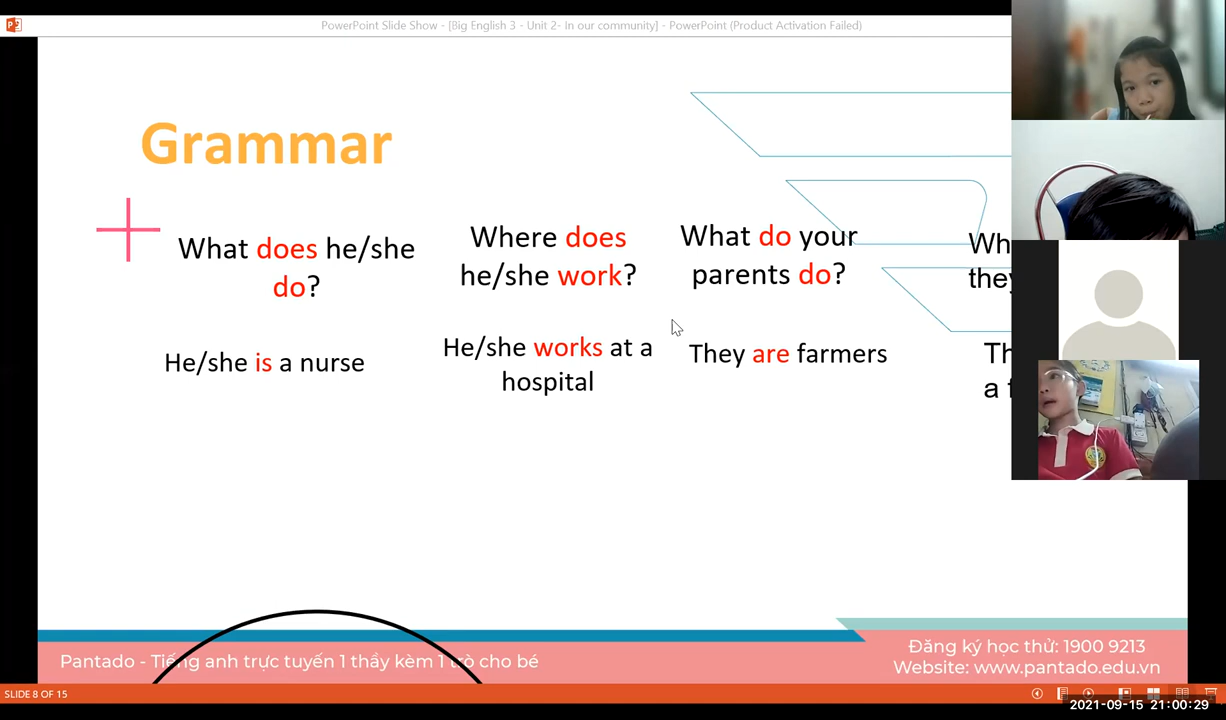 PowerPoint Slide Show - [Big English 3 - Unit 2- In our community] - PowerPoint (Product Activation Failed)
Grammar
What does he/she
do?
He/she is a nurse
Where does
he/she work?
He/she works at a
hospital
What do your
parents do?
They are farmers
Wh
they
Th
a f
Pantado - Tiếng anh trực tuyến 1 thầy kèm 1 trò cho bé
Đăng ký học thử: 1900 9213
Website: www.pantado.edu.vn
SLIDE 8 OF 15
2021-09-15 21:00:29